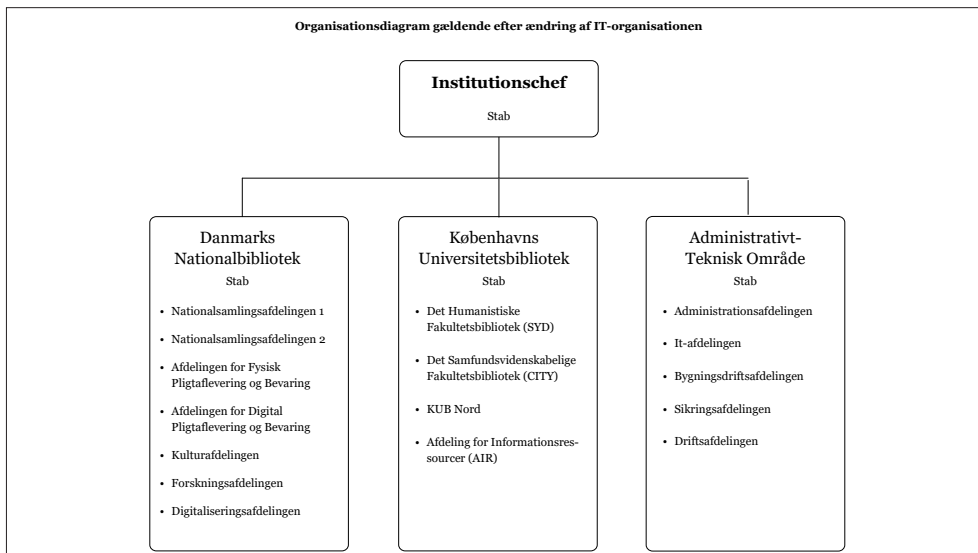 Organisationsdiagram gældende efter ændring af IT-organisationen
Institutionschef
Stab
Danmarks
Nationalbibliotek
Stab
• Nationalsamlingsafdelingen 1
• Nationalsamlingsafdelingen 2
• Afdelingen for Fysisk
Pligtaflevering og Bevaring
• Afdelingen for Digital
Pligtaflevering og Bevaring
• Kulturafdelingen
• Forskningsafdelingen
• Digitaliseringsafdelingen
Københavns
Universitetsbibliotek
Stab
• Det Humanistiske
Fakultetsbibliotek (SYD)
• Det Samfundsvidenskabelige
Fakultetsbibliotek (CITY)
• KUB Nord
• Afdeling for Informationsres-
sourcer (AIR)
Administrativt-
Teknisk Område
Stab
• Administrationsafdelingen
• It-afdelingen
• Bygningsdriftsafdelingen
• Sikringsafdelingen
• Driftsafdelingen